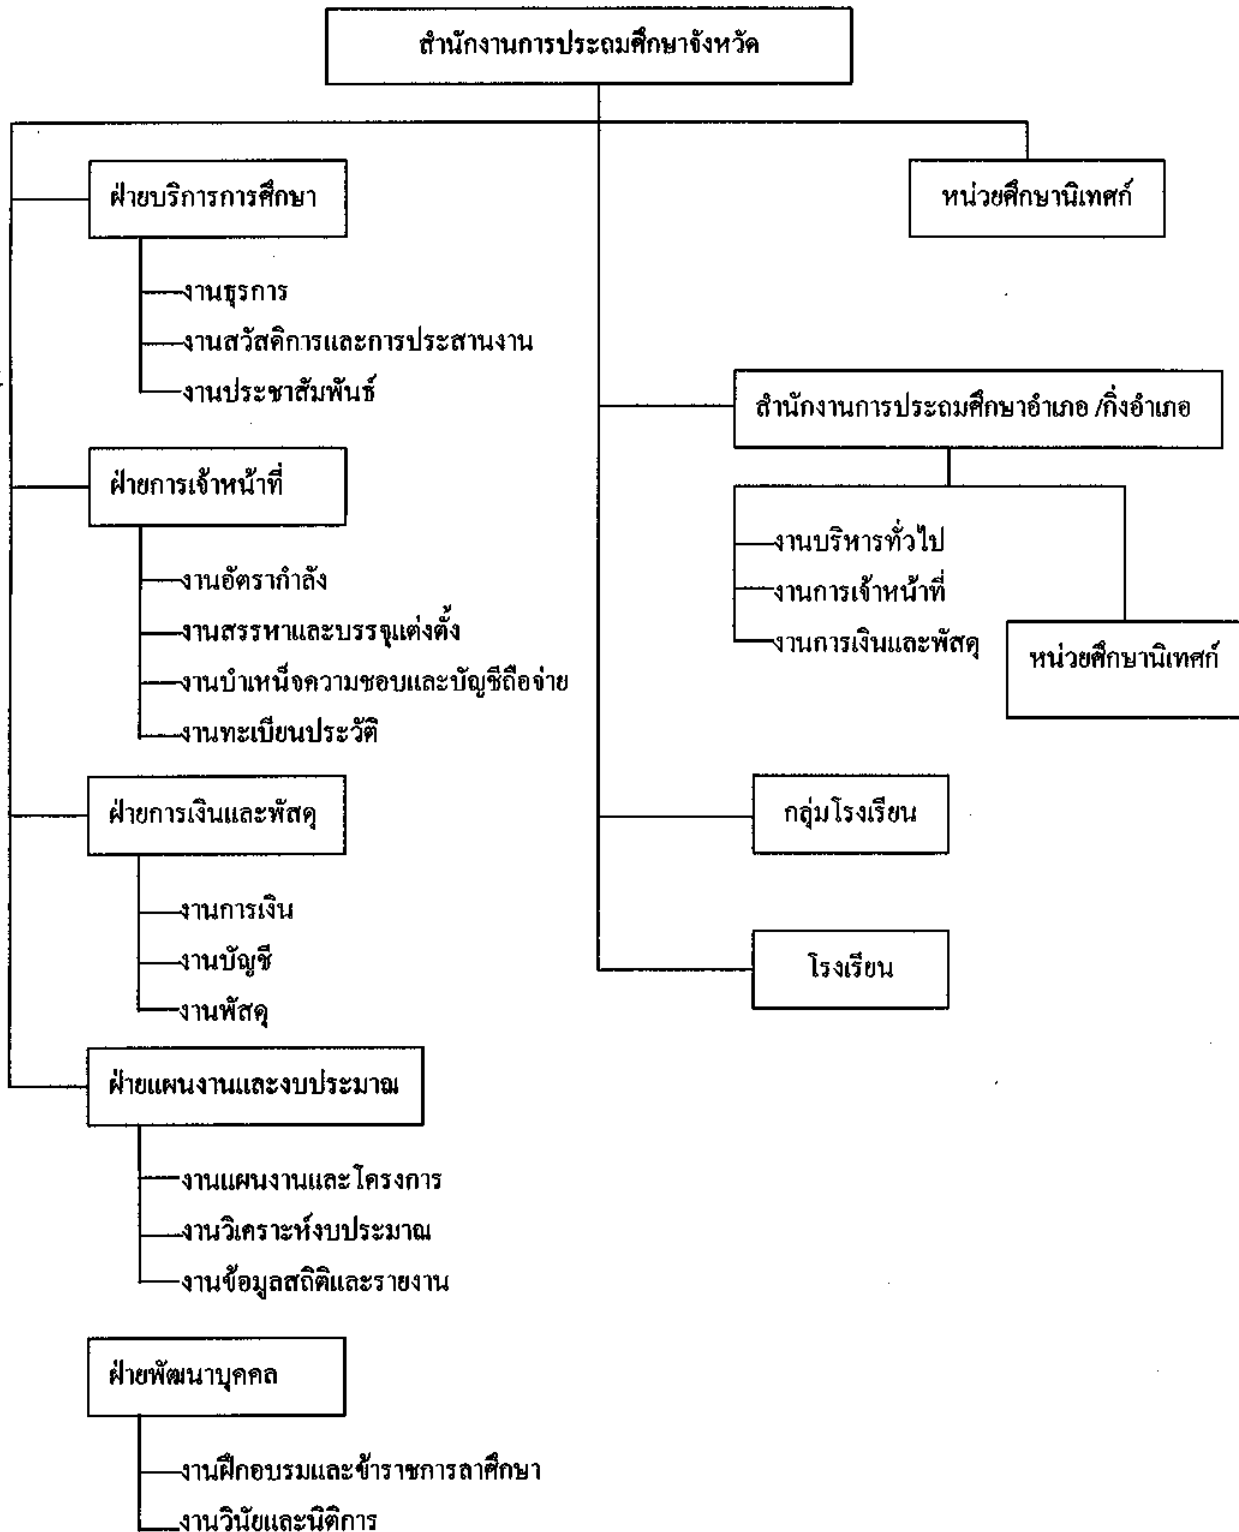 สำนักงานการประถมศึกษาจังหวัด
ฝ่ายบริการการศึกษา
งานธุรการ
งานสวัสดิการและการประสานงาน
งานประชาสัมพันธ์
ฝ่ายการเจ้าหน้าที่
งานอัตรากำลัง
งานสรรหาและบรรจุแต่งตั้ง
งานบำเหน็จความชอบและบัญชีถือจ่าย
งานทะเบียนประวัติ
ฝ่ายการเงินและพัสดุ
งานการเงิน
งานบัญชี
งานพัสดุ
ฝ่ายแผนงานและงบประมาณ
งานแผนงานและโครงการ
งานวิเคราะห์งบประมาณ
งานข้อมูลสถิติและรายงาน
ฝ่ายพัฒนาบุคคล
งานฝึกอบรมและข้าราชการลาศึกษา
งานวินัยและนิติการ
หน่วยศึกษานิเทศก์
สำนักงานการประถมศึกษาอำเภอ /กิ่งอำเภอ
งานบริหารทั่วไป
งานการเจ้าหน้าที่
งานการเงินและพัสดุ
หน่วยศึกษานิเทศก์
กลุ่มโรงเรียน
โรงเรียน